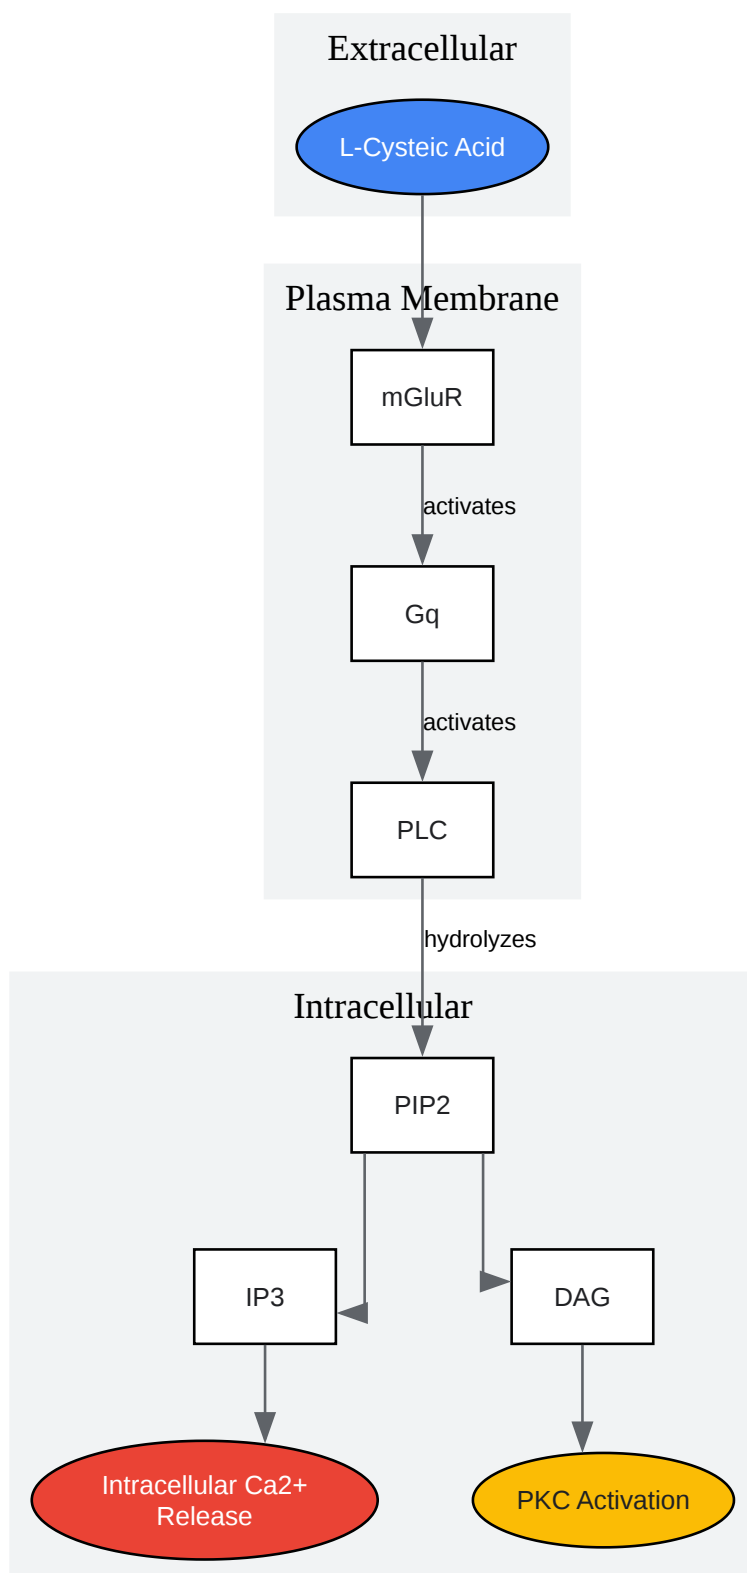 Extracellular
L-Cysteic Acid
Plasma Membrane
mGluR
activates
Gq
activates
PLC
hydrolyzes
Intracellular
PIP2
IP3
DAG
Intracellular Ca2+
Release
PKC Activation